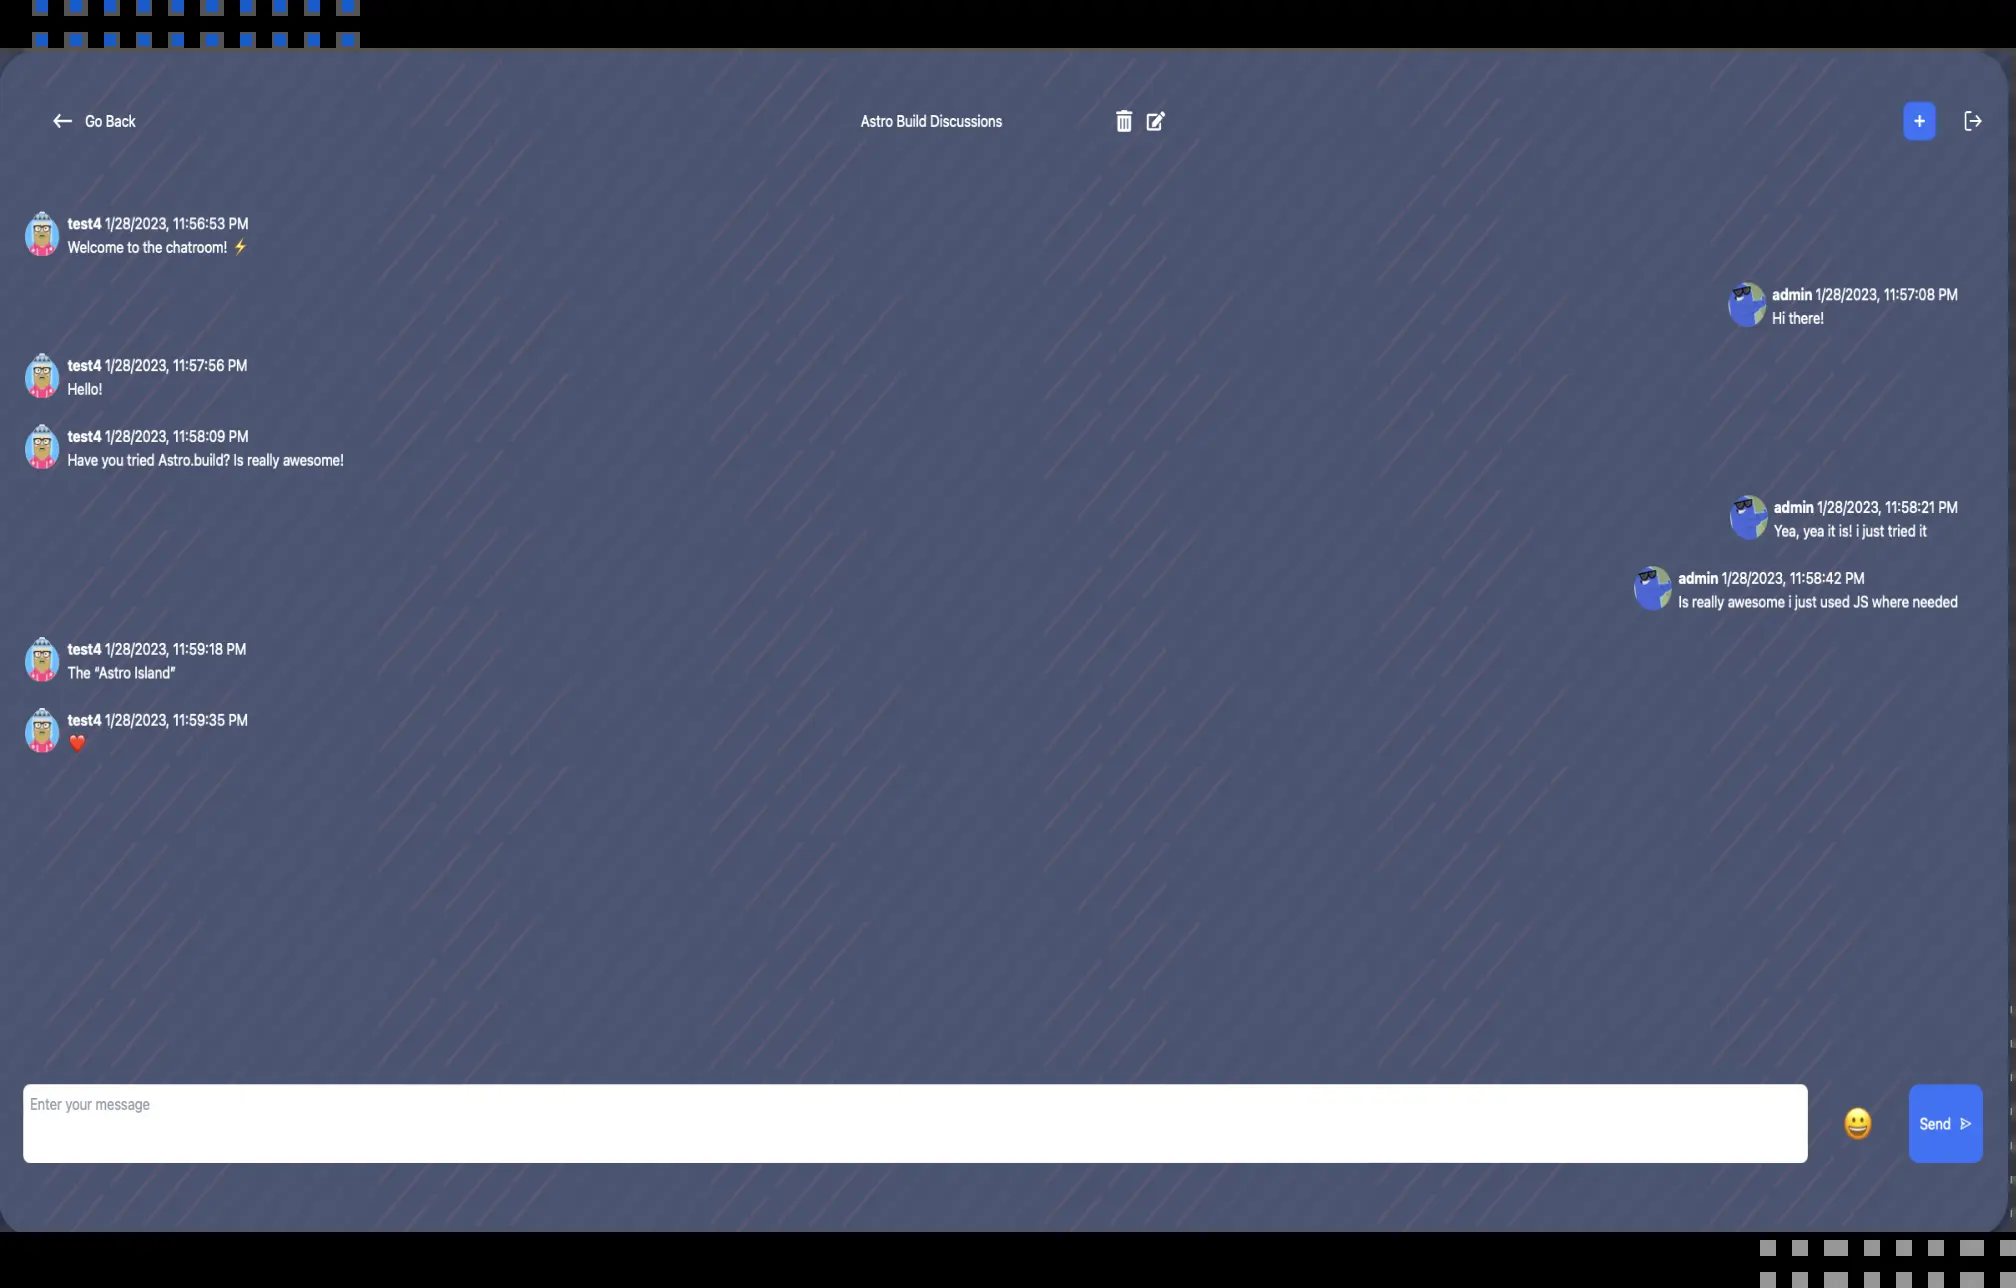 Go Back
Astro Build Discussions
+
test4 1/28/2023, 11:56:53 PM
Welcome to the chatroom! ⚡
admin 1/28/2023, 11:57:08 PM
Hi there!
test4 1/28/2023, 11:57:56 PM
Hello!
test4 1/28/2023, 11:58:09 PM
Have you tried Astro.build? Is really awesome!
admin 1/28/2023, 11:58:21 PM
Yea, yea it is! i just tried it
admin 1/28/2023, 11:58:42 PM
Is really awesome i just used JS where needed
test4 1/28/2023, 11:59:18 PM
The “Astro Island”
test4 1/28/2023, 11:59:35 PM
❤️
Enter your message
Send